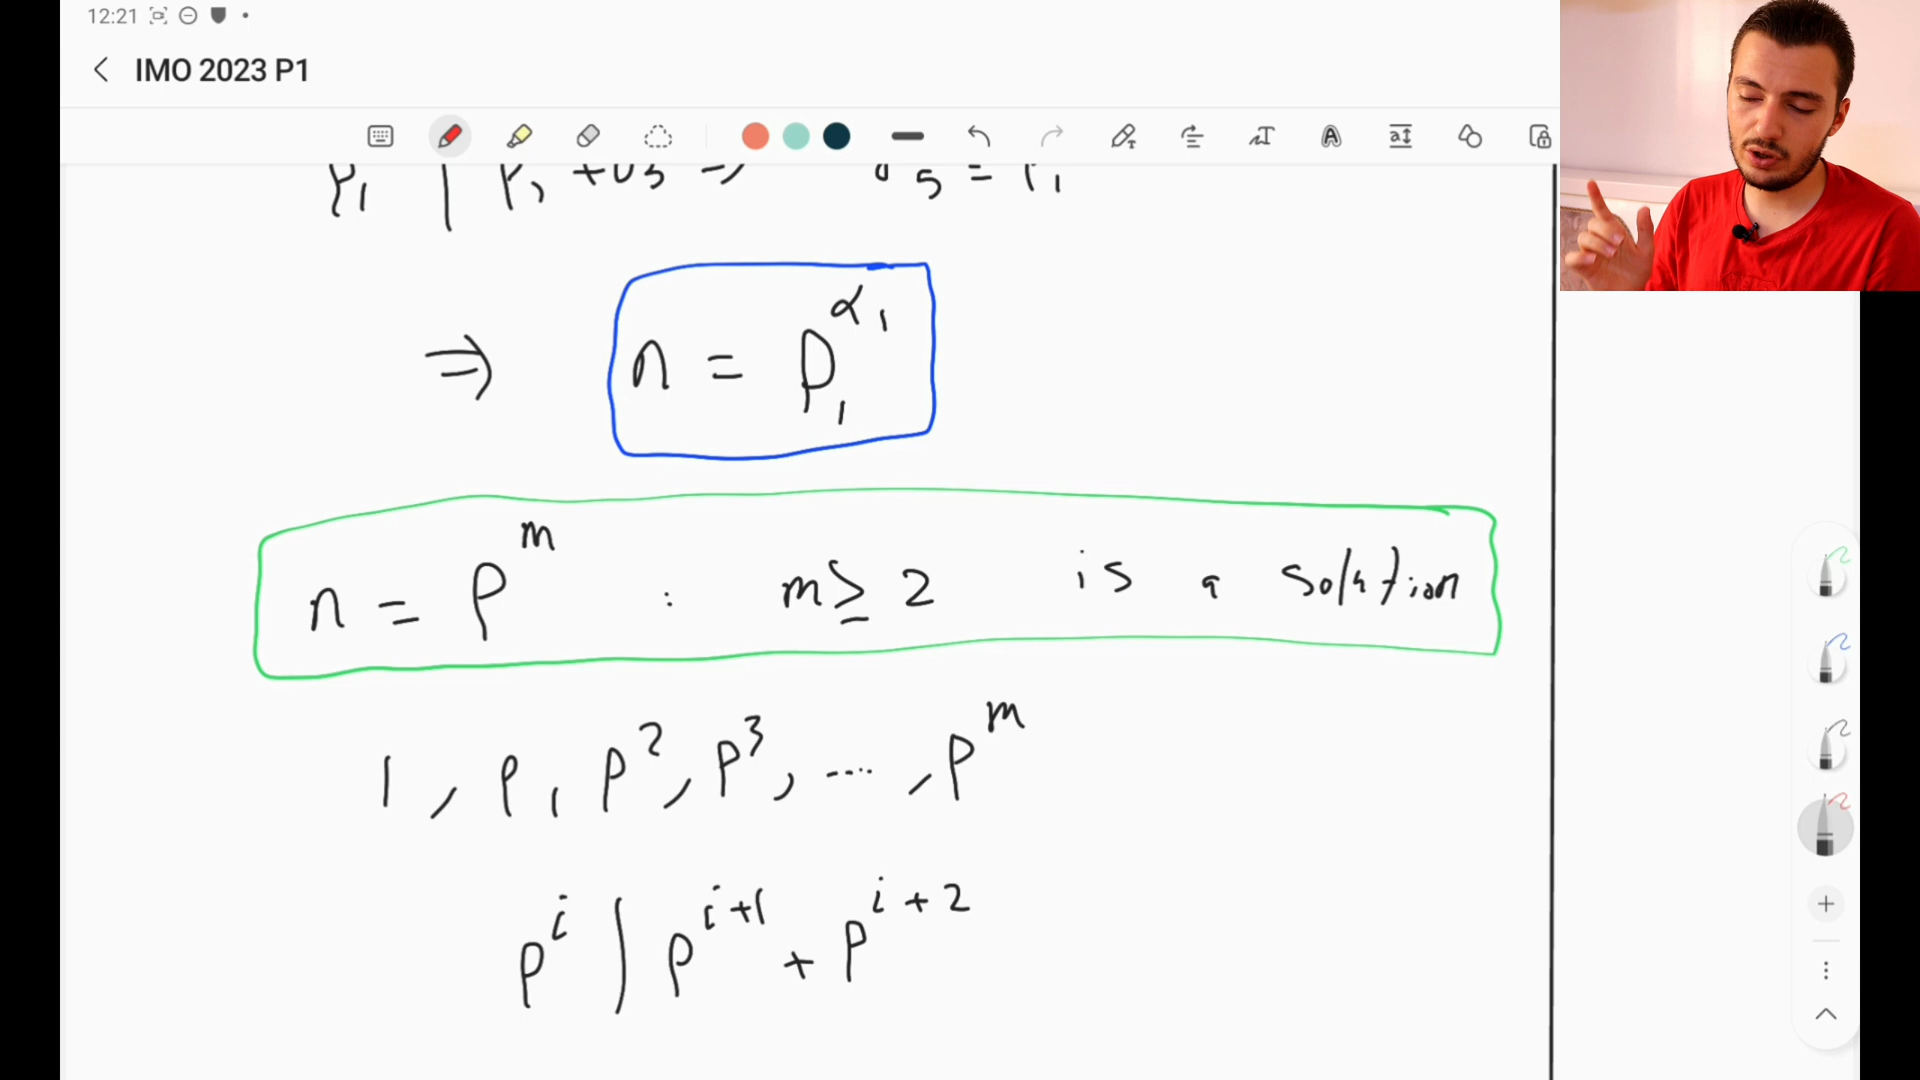 12:21
IMO 2023 P1
⇒ n = p₁^α₁
n = p^m : m ≥ 2 is a solution
1, p, p², p³, ...., p^m
p^i | p^(i+1) + p^(i+2)